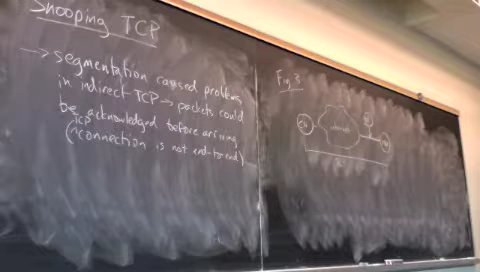 Snooping TCP
→ segmentation caused problems
in indirect-TCP → packets could
be acknowledged before arriving
(TCP connection is not end-to-end)
Fig 3